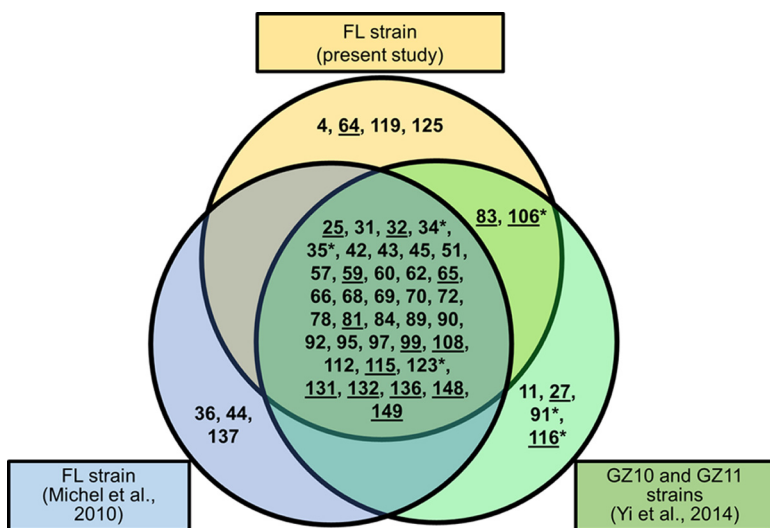 FL strain
(present study)
4, 64, 119, 125
83, 106*
25, 31, 32, 34*,
35*, 42, 43, 45, 51,
57, 59, 60, 62, 65,
66, 68, 69, 70, 72,
78, 81, 84, 89, 90,
92, 95, 97, 99, 108,
112, 115, 123*,
131, 132, 136, 148,
149
36, 44,
137
11, 27,
91*,
116*
FL strain
(Michel et al.,
2010)
GZ10 and GZ11
strains
(Yi et al., 2014)